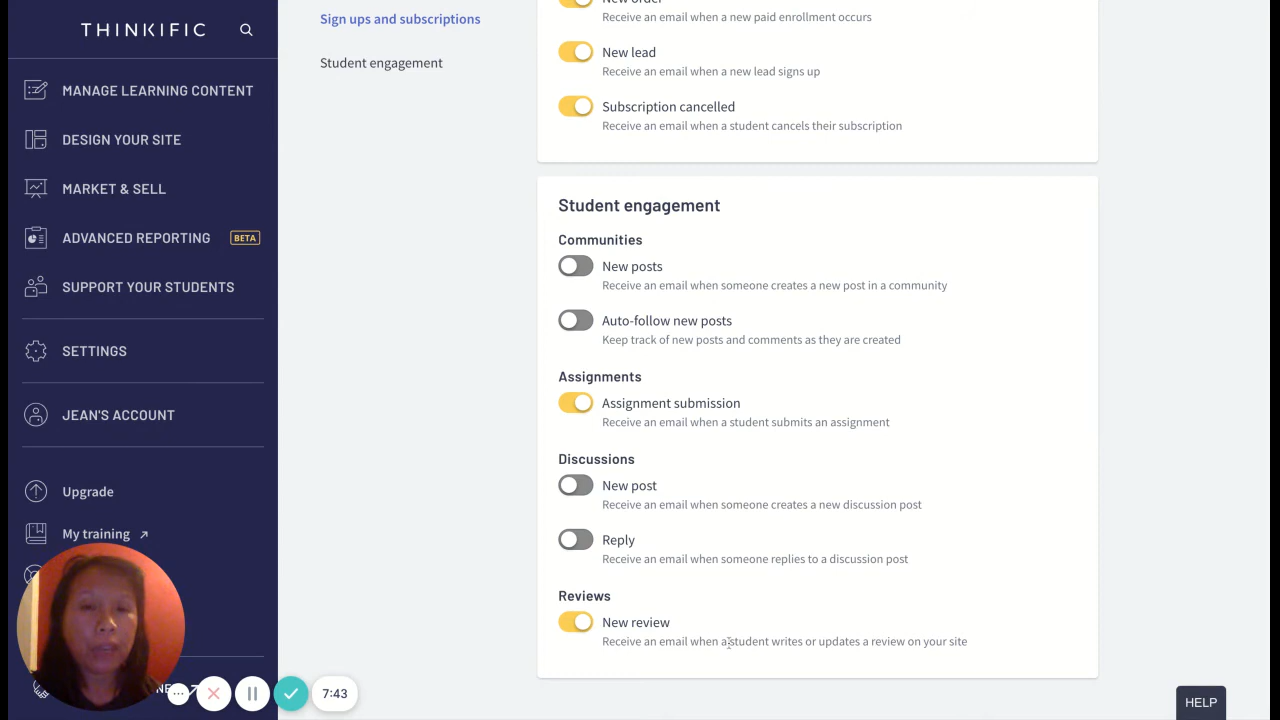 THINKIFIC
MANAGE LEARNING CONTENT
DESIGN YOUR SITE
MARKET & SELL
ADVANCED REPORTING BETA
SUPPORT YOUR STUDENTS
SETTINGS
JEAN'S ACCOUNT
Upgrade
My training
7:43
Sign ups and subscriptions
Student engagement
New order
Receive an email when a new paid enrollment occurs
New lead
Receive an email when a new lead signs up
Subscription cancelled
Receive an email when a student cancels their subscription
Student engagement
Communities
New posts
Receive an email when someone creates a new post in a community
Auto-follow new posts
Keep track of new posts and comments as they are created
Assignments
Assignment submission
Receive an email when a student submits an assignment
Discussions
New post
Receive an email when someone creates a new discussion post
Reply
Receive an email when someone replies to a discussion post
Reviews
New review
Receive an email when a student writes or updates a review on your site
HELP